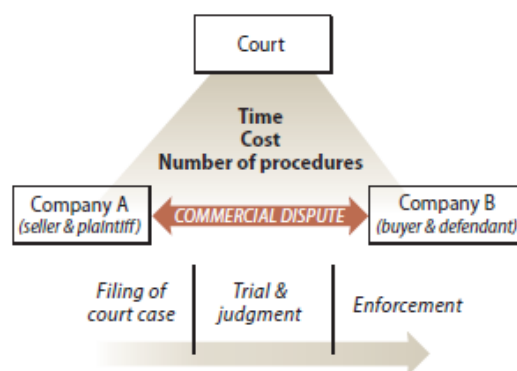 Court
Time
Cost
Number of procedures
Company A
(seller & plaintiff)
COMMERCIAL DISPUTE
Company B
(buyer & defendant)
Filing of
court case
Trial &
judgment
Enforcement